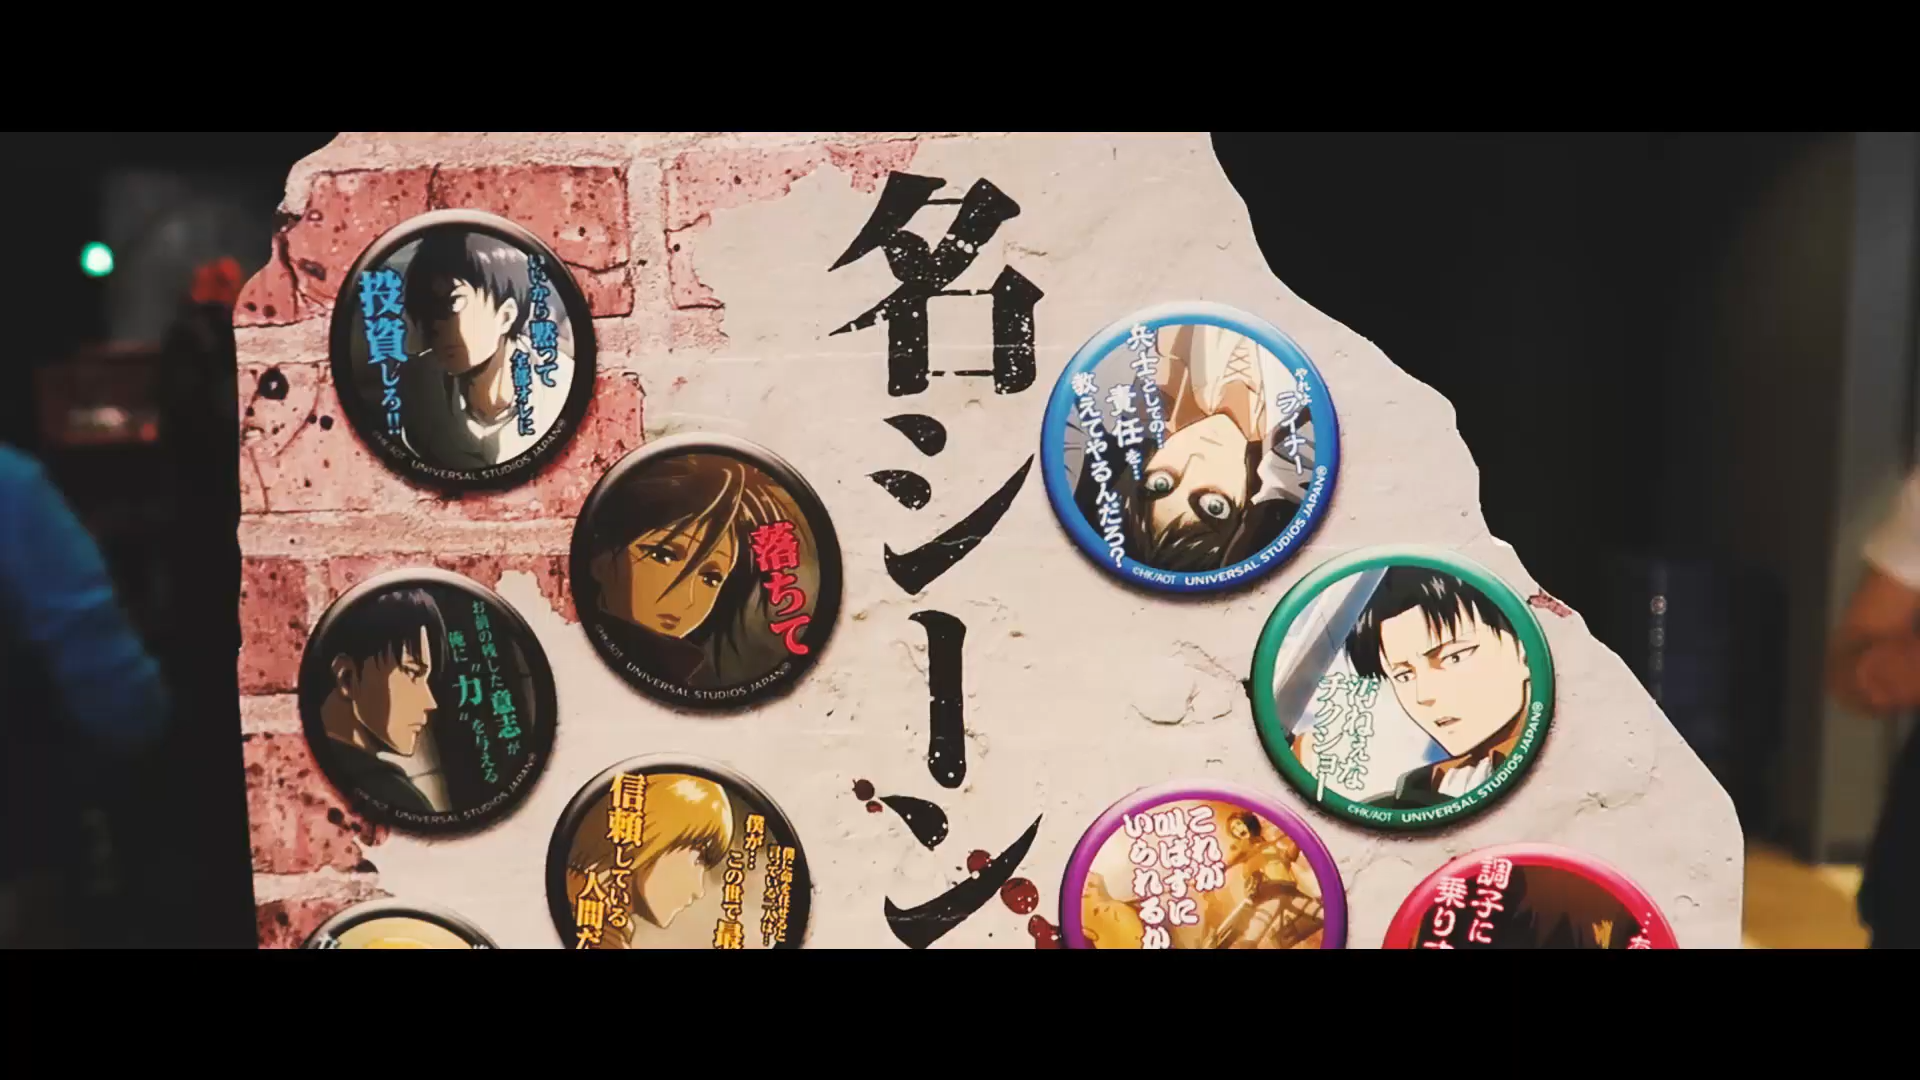 名シーン
いいから黙って
全部オレに
投資しろ!!
©HK/AOT UNIVERSAL STUDIOS JAPAN®
落ちて
©HK/AOT UNIVERSAL STUDIOS JAPAN®
お前の残した意志が
俺に"力"を与える
©HK/AOT UNIVERSAL STUDIOS JAPAN®
僕が…
この世で最
信頼している
人間だ
やれよ
ライナー
兵士としての…
責任を…
教えてやるんだろ?
©HK/AOT UNIVERSAL STUDIOS JAPAN®
汚ねぇな
チクショー
©HK/AOT UNIVERSAL STUDIOS JAPAN®
これが
叫ばずに
いられるか
調子に
乗り